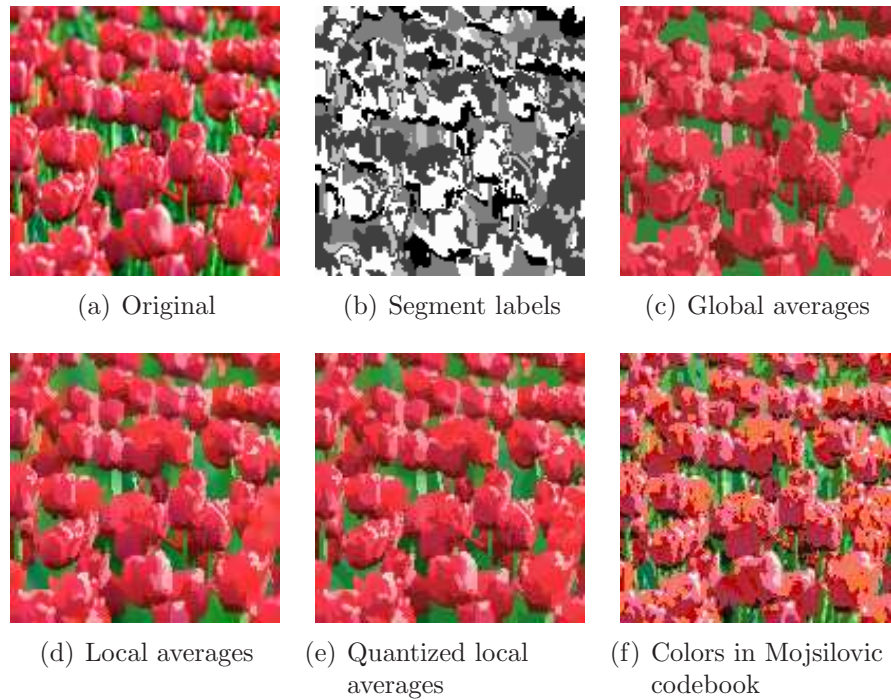 (a) Original
(b) Segment labels
(c) Global averages
(d) Local averages
(e) Quantized local
averages
(f) Colors in Mojsilovic
codebook